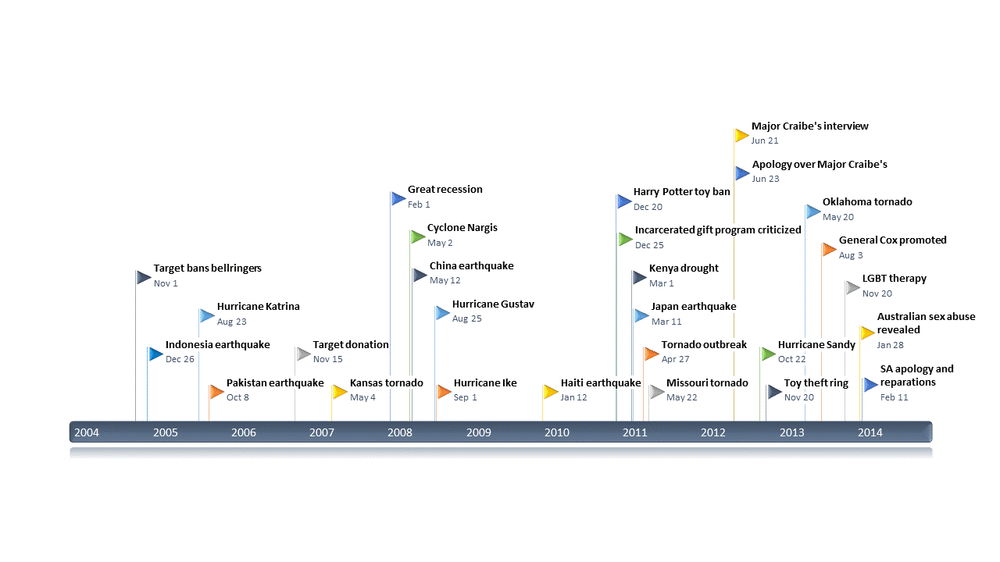 Major Craibe's interview
Jun 21
Apology over Major Craibe's
Jun 23
Great recession
Feb 1
Harry Potter toy ban
Dec 20
Oklahoma tornado
May 20
Cyclone Nargis
May 2
Incarcerated gift program criticized
Dec 25
General Cox promoted
Aug 3
Target bans bellringers
Nov 1
China earthquake
May 12
Kenya drought
Mar 1
LGBT therapy
Nov 20
Hurricane Katrina
Aug 23
Hurricane Gustav
Aug 25
Japan earthquake
Mar 11
Australian sex abuse
revealed
Jan 28
Indonesia earthquake
Dec 26
Target donation
Nov 15
Tornado outbreak
Apr 27
Hurricane Sandy
Oct 22
SA apology and
reparations
Feb 11
Pakistan earthquake
Oct 8
Kansas tornado
May 4
Hurricane Ike
Sep 1
Haiti earthquake
Jan 12
Missouri tornado
May 22
Toy theft ring
Nov 20
2004 2005 2006 2007 2008 2009 2010 2011 2012 2013 2014